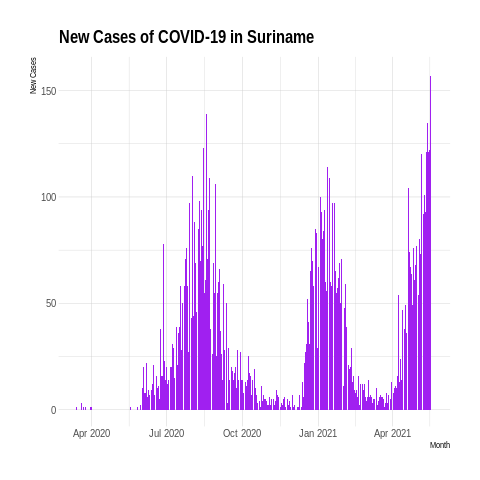 New Cases of COVID-19 in Suriname
New Cases
150
100
50
0
Apr 2020
Jul 2020
Oct 2020
Jan 2021
Apr 2021
Month